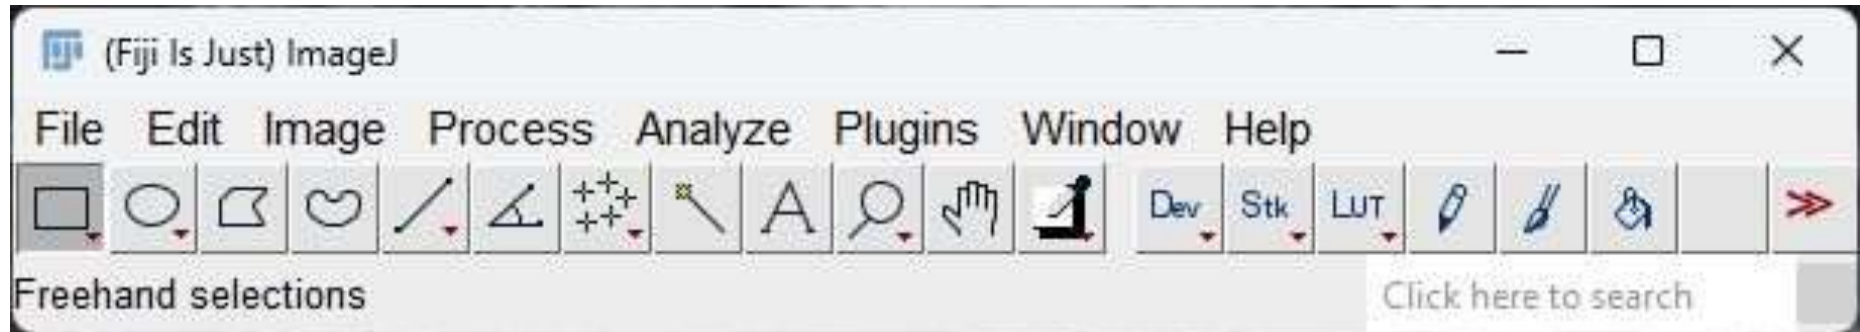 (Fiji Is Just) ImageJ
File Edit Image Process Analyze Plugins Window Help
A Dev Stk LUT
Freehand selections Click here to search